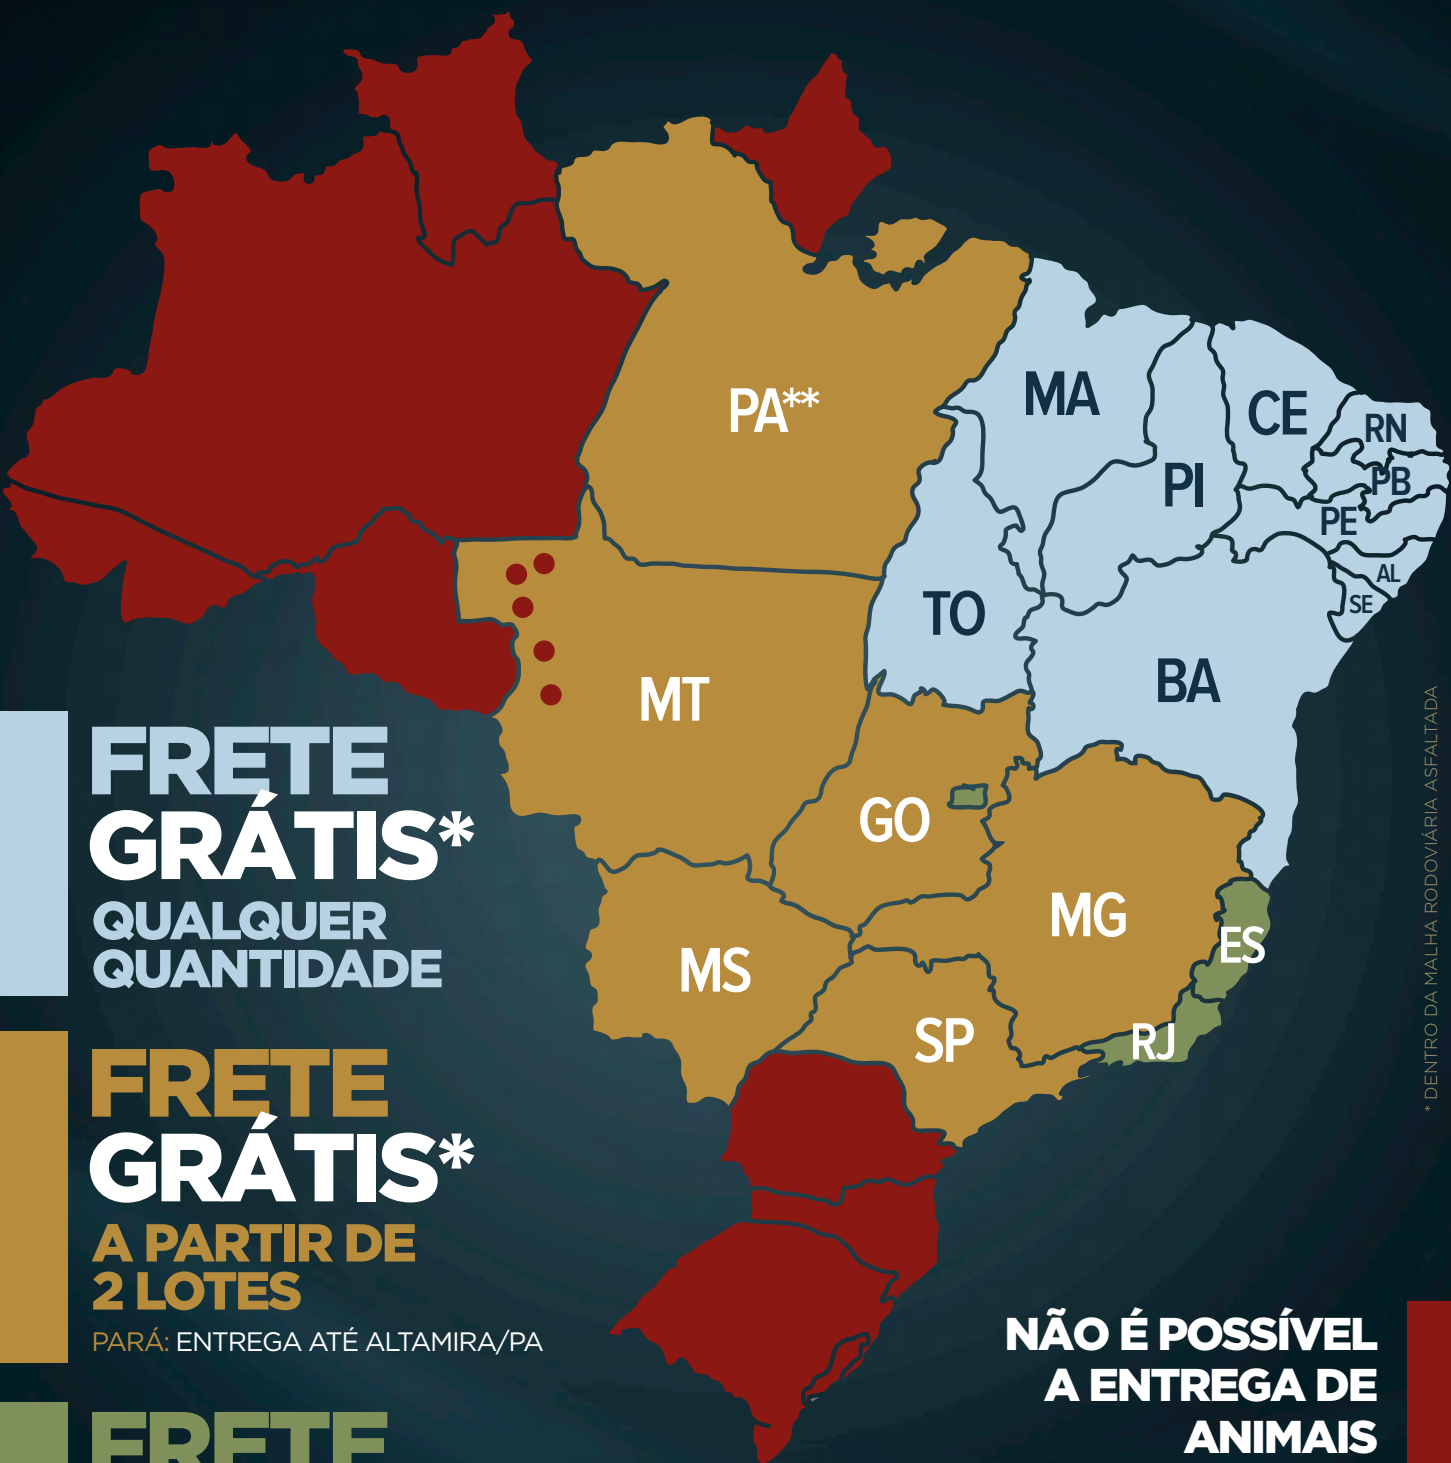 PA**
MA
CE
RN
PI
PB
PE
AL
SE
TO
BA
MT
GO
MG
ES
MS
SP
RJ
FRETE
GRÁTIS*
QUALQUER
QUANTIDADE
FRETE
GRÁTIS*
A PARTIR DE
2 LOTES
PARÁ: ENTREGA ATÉ ALTAMIRA/PA
FRETE
NÃO É POSSÍVEL
A ENTREGA DE
ANIMAIS
* DENTRO DA MALHA RODOVIÁRIA ASFALTADA